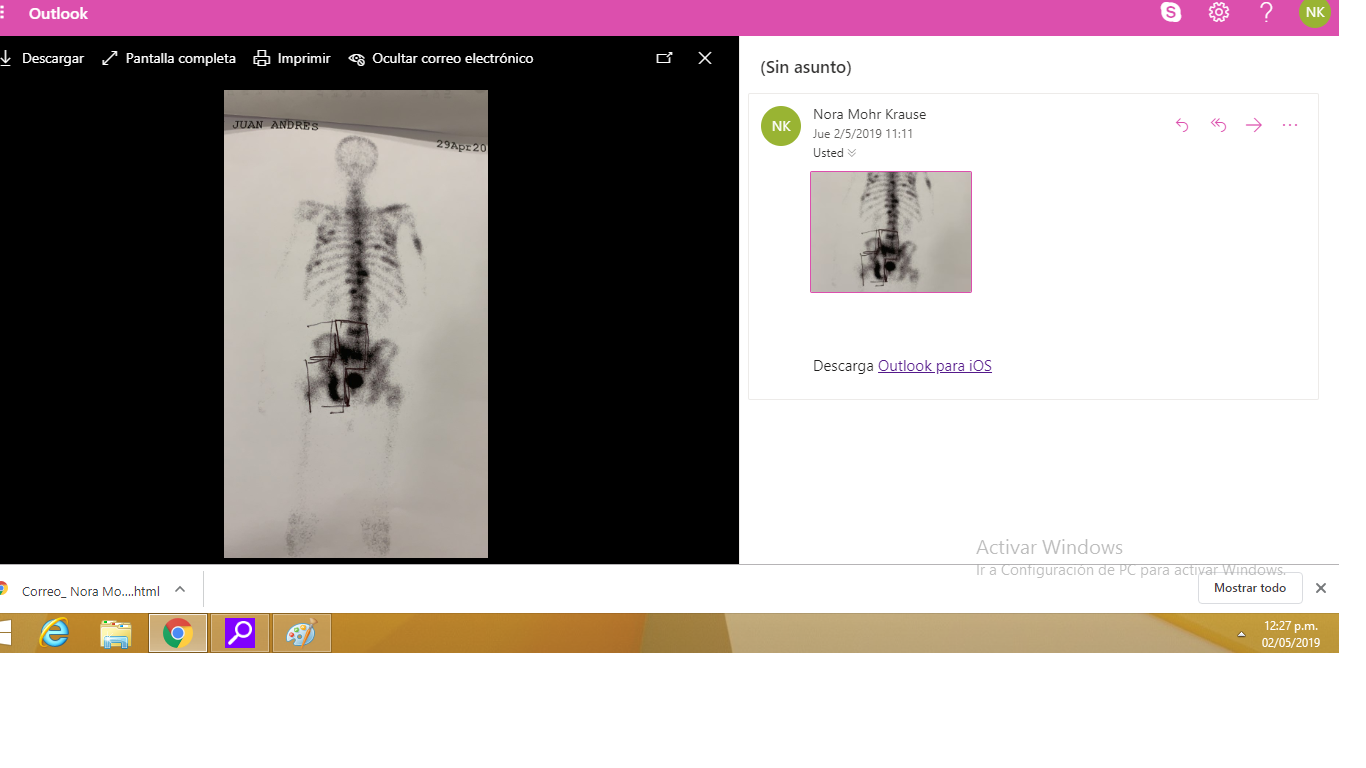 Outlook
NK
Descargar
Pantalla completa
Imprimir
Ocultar correo electrónico
JUAN ANDRES
29Apr20
(Sin asunto)
NK
Nora Mohr Krause
Jue 2/5/2019 11:11
Usted
Descarga Outlook para iOS
Activar Windows
Ir a Configuración de PC para activar Windows.
Correo_ Nora Mo....html
Mostrar todo
12:27 p.m.
02/05/2019